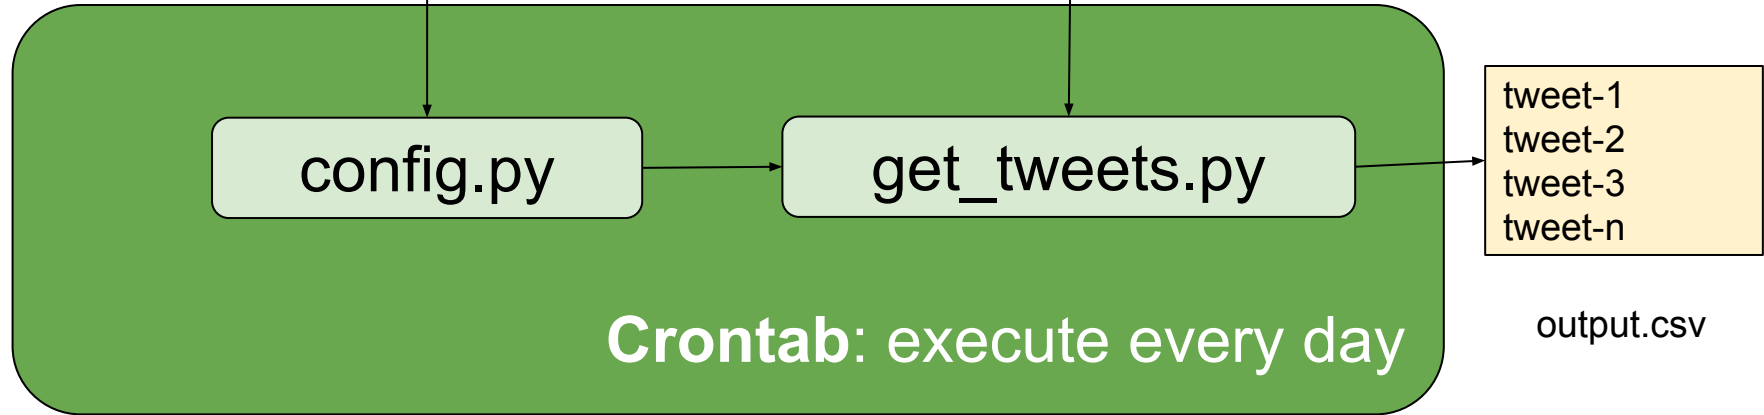 config.py
get_tweets.py
tweet-1
tweet-2
tweet-3
tweet-n
Crontab: execute every day
output.csv